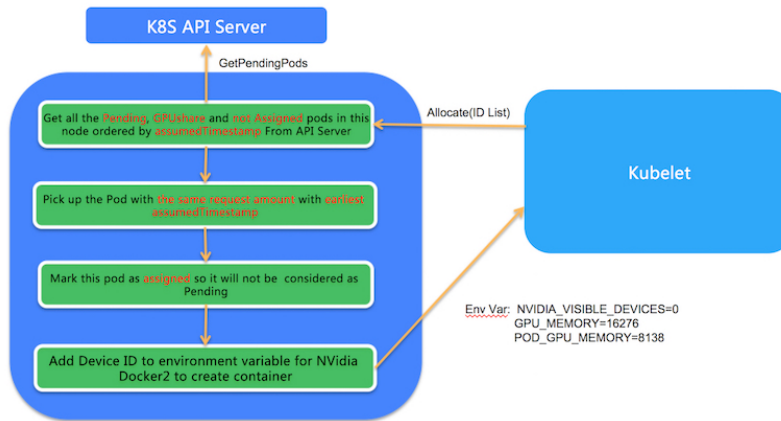 K8S API Server
GetPendingPods
Get all the Pending, GPUshare and not Assigned pods in this
node ordered by assumedTimestamp From API Server
Allocate(ID List)
Kubelet
Pick up the Pod with the same request amount with earliest
assumedTimestamp
Mark this pod as assigned so it will not be considered as
Pending
Env Var: NVIDIA_VISIBLE_DEVICES=0
GPU_MEMORY=16276
POD_GPU_MEMORY=8138
Add Device ID to environment variable for NVidia
Docker2 to create container